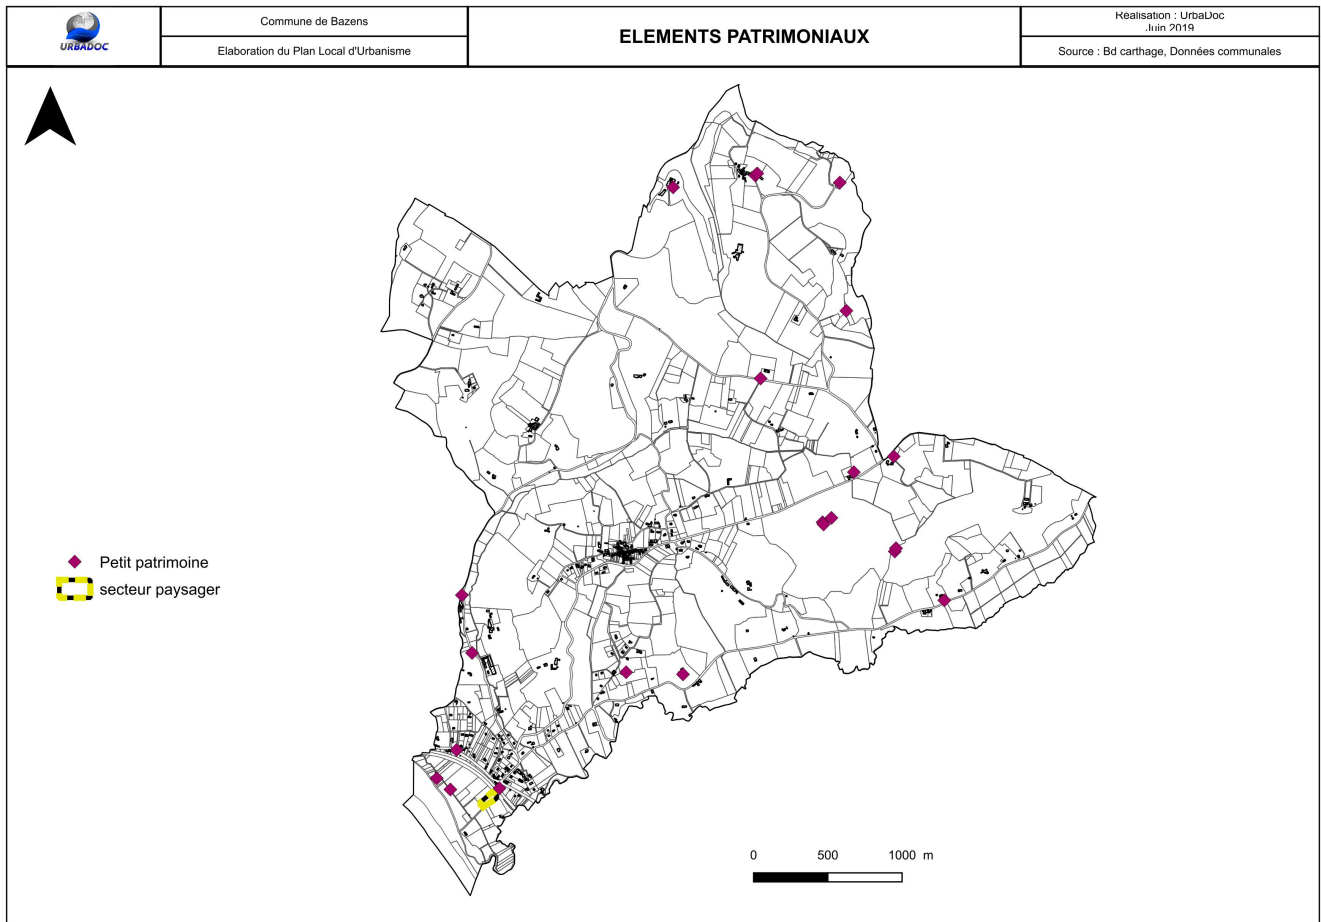 URBADOC
Commune de Bazens
Elaboration du Plan Local d'Urbanisme
ELEMENTS PATRIMONIAUX
Réalisation : UrbaDoc
Juin 2019
Source : Bd carthage, Données communales
Petit patrimoine
secteur paysager
0 500 1000 m